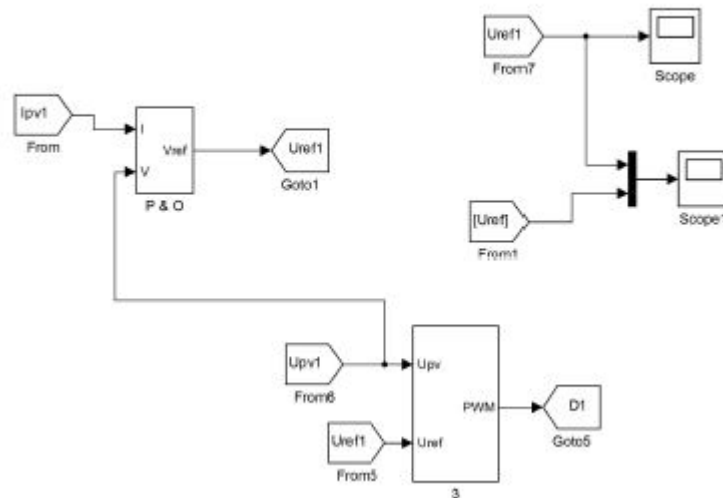 Uref1
From7
Scope
Ipv1
From
I
V
Vref
P & O
Uref1
Goto1
[Uref]
From1
Scope1
Upv1
From6
Upv
PWM
Uref
3
D1
Goto5
Uref1
From5